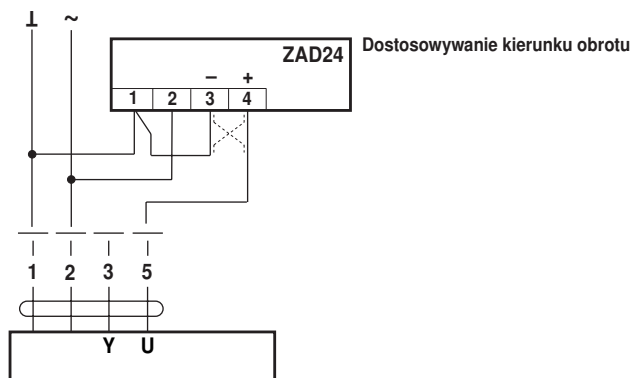 ⊥ ~
ZAD24 Dostosowywanie kierunku obrotu
– +
1 2 3 4
1 2 3 5
Y U